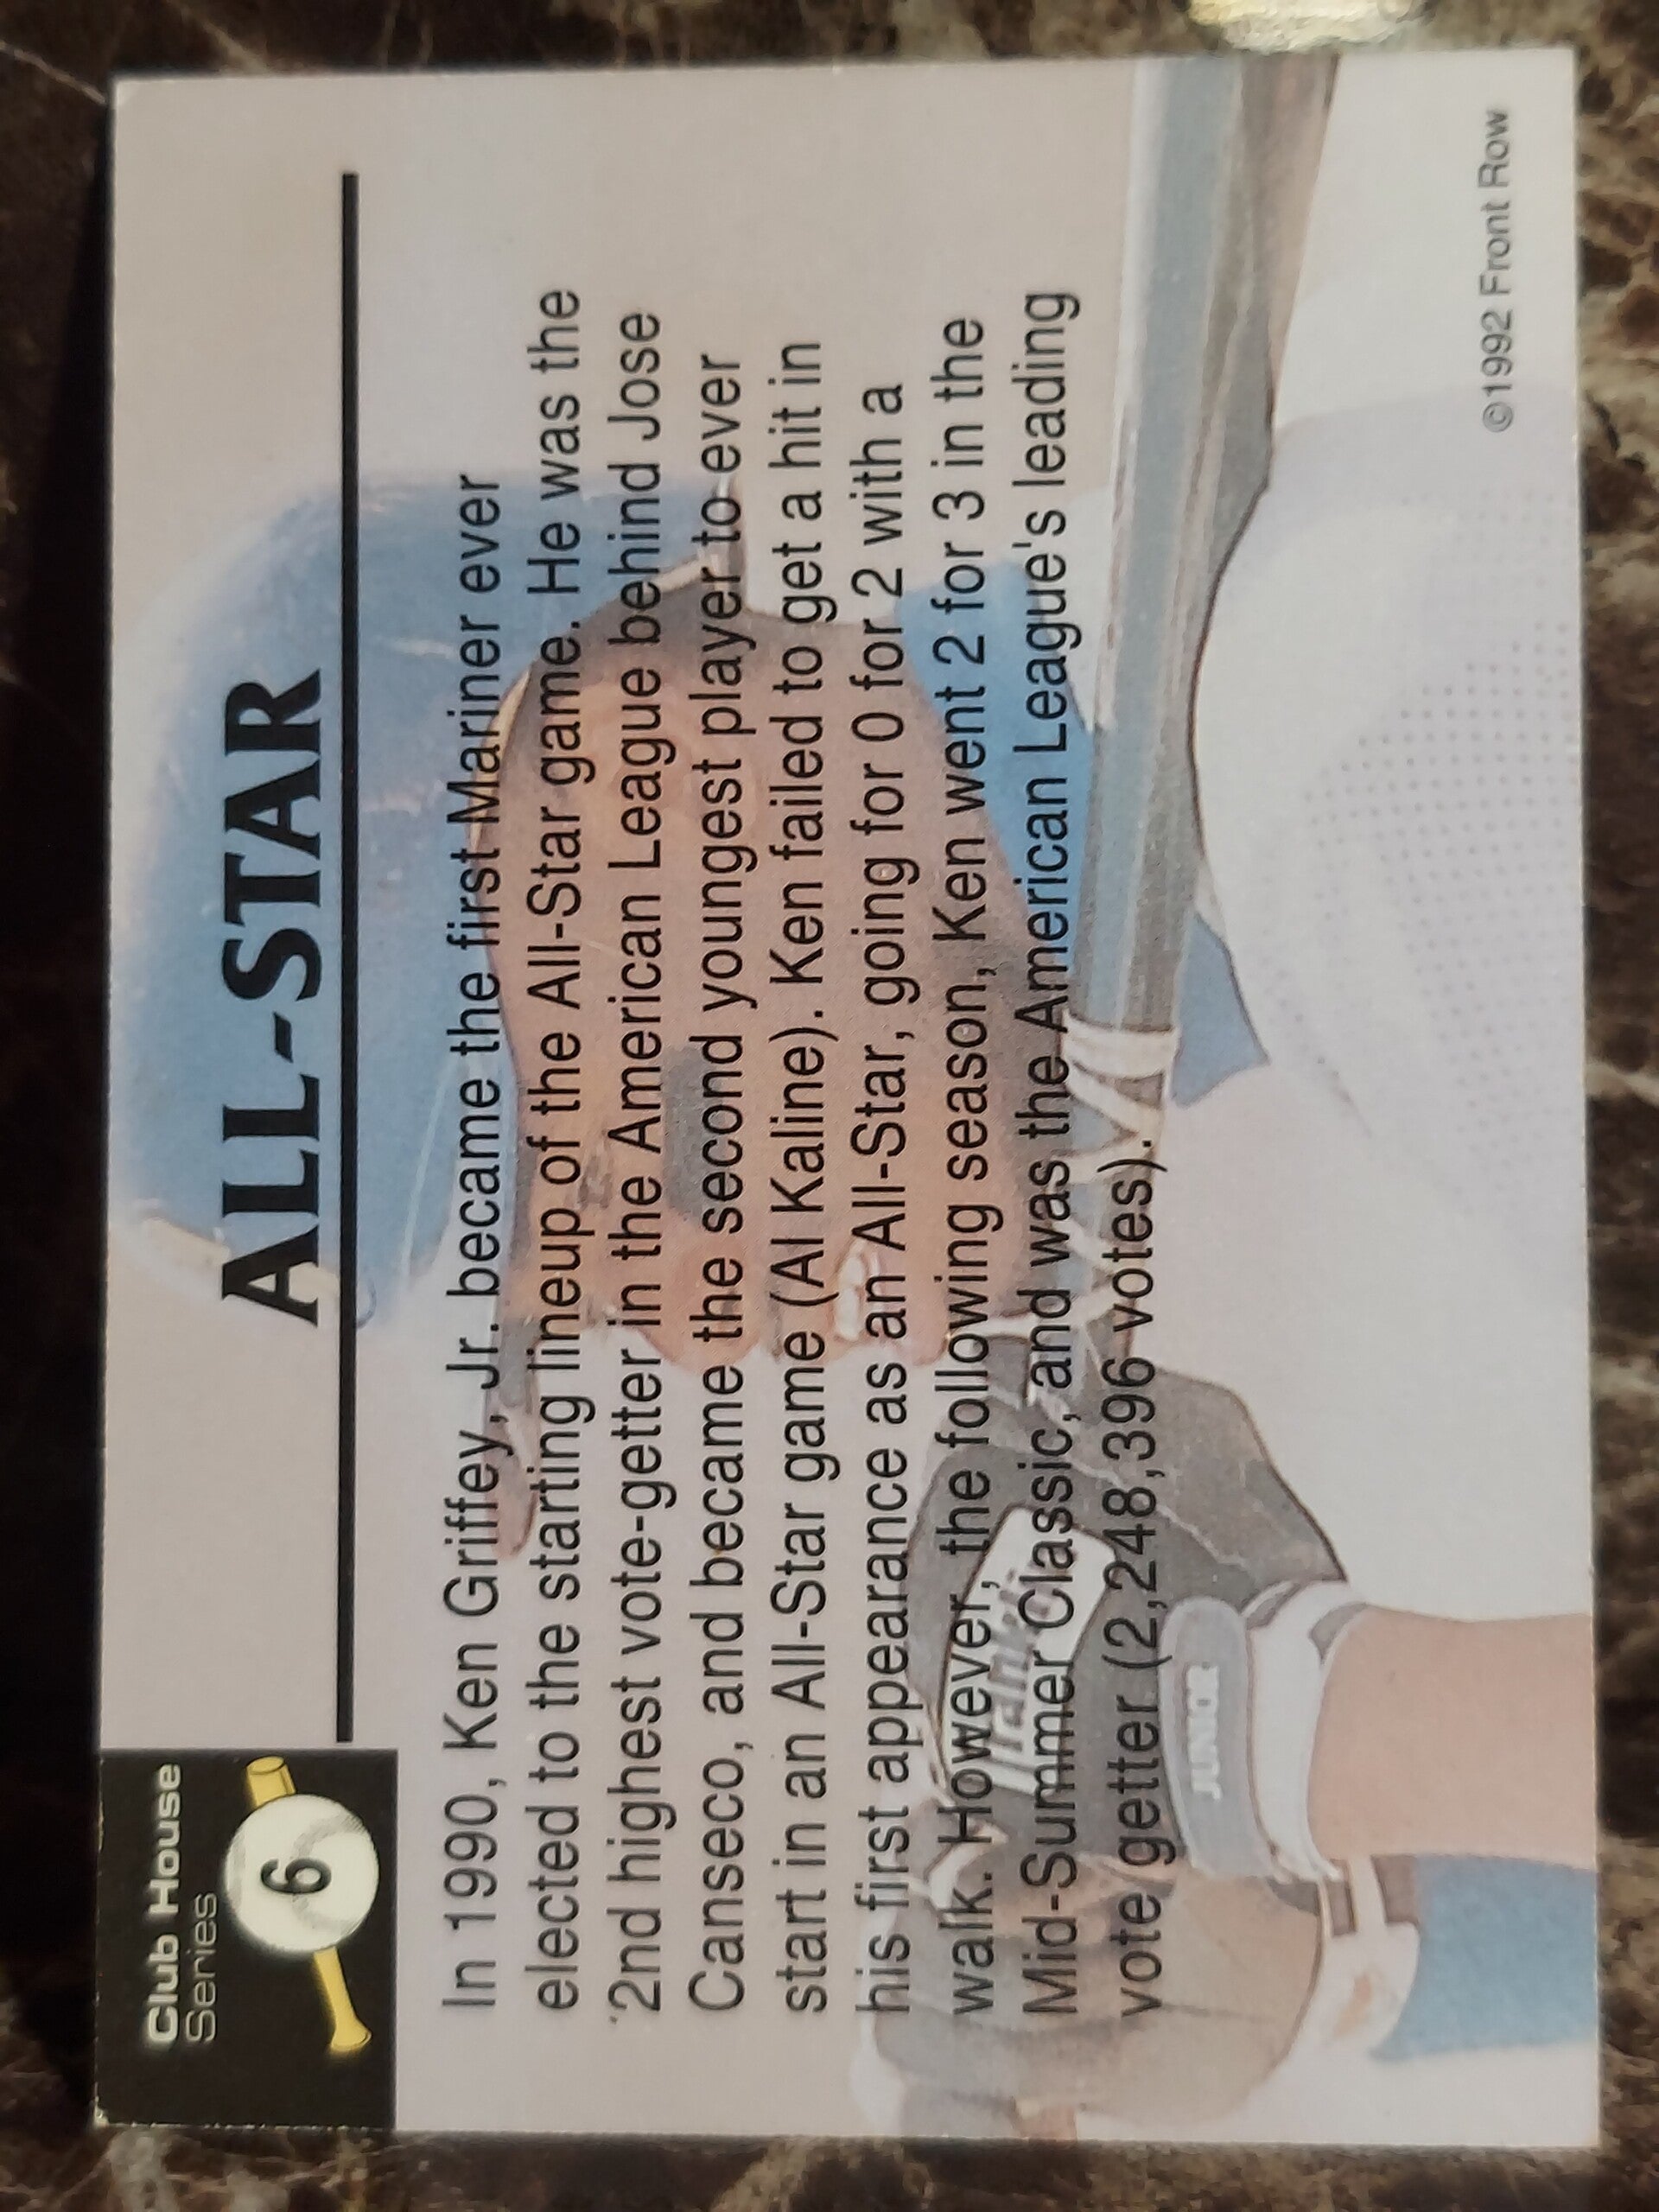 Club House
Series
6
ALL-STAR
In 1990, Ken Griffey, Jr. became the first Mariner ever
elected to the starting lineup of the All-Star game. He was the
2nd highest vote-getter in the American League behind Jose
Canseco, and became the second youngest player to ever
start in an All-Star game (Al Kaline). Ken failed to get a hit in
his first appearance as an All-Star, going for 0 for 2 with a
walk. However, the following season, Ken went 2 for 3 in the
Mid-Summer Classic, and was the American League's leading
vote getter (2,248,396 votes).
JUNIOR
©1992 Front Row